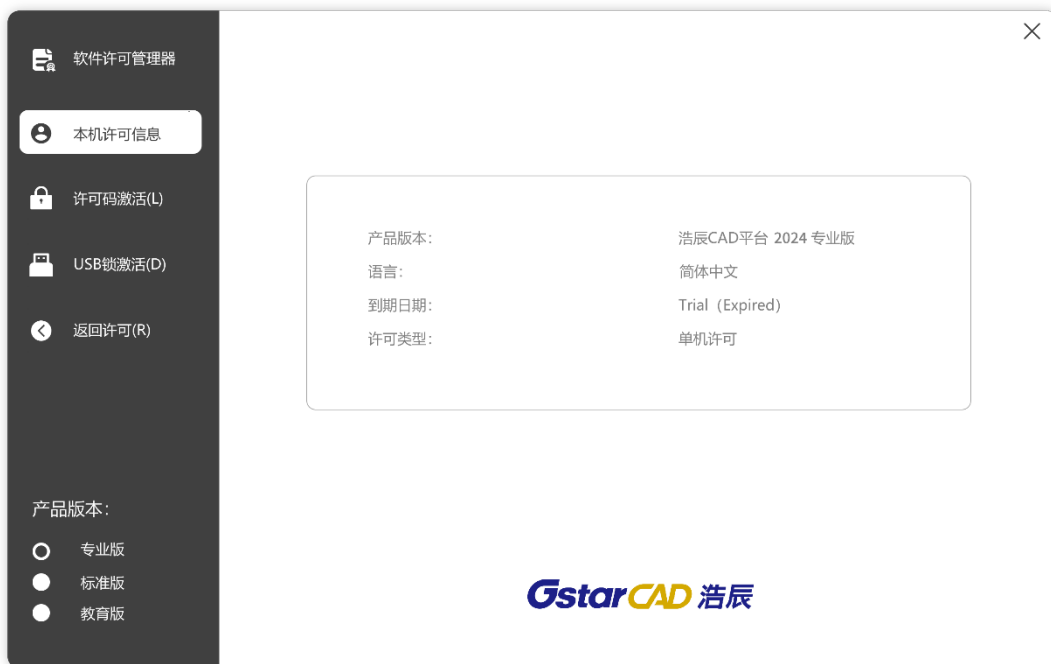 软件许可管理器
本机许可信息
许可码激活(L)
USB锁激活(D)
返回许可(R)
产品版本：
专业版
标准版
教育版
产品版本： 浩辰CAD平台 2024 专业版
语言： 简体中文
到期日期： Trial（Expired）
许可类型： 单机许可
GstarCAD 浩辰